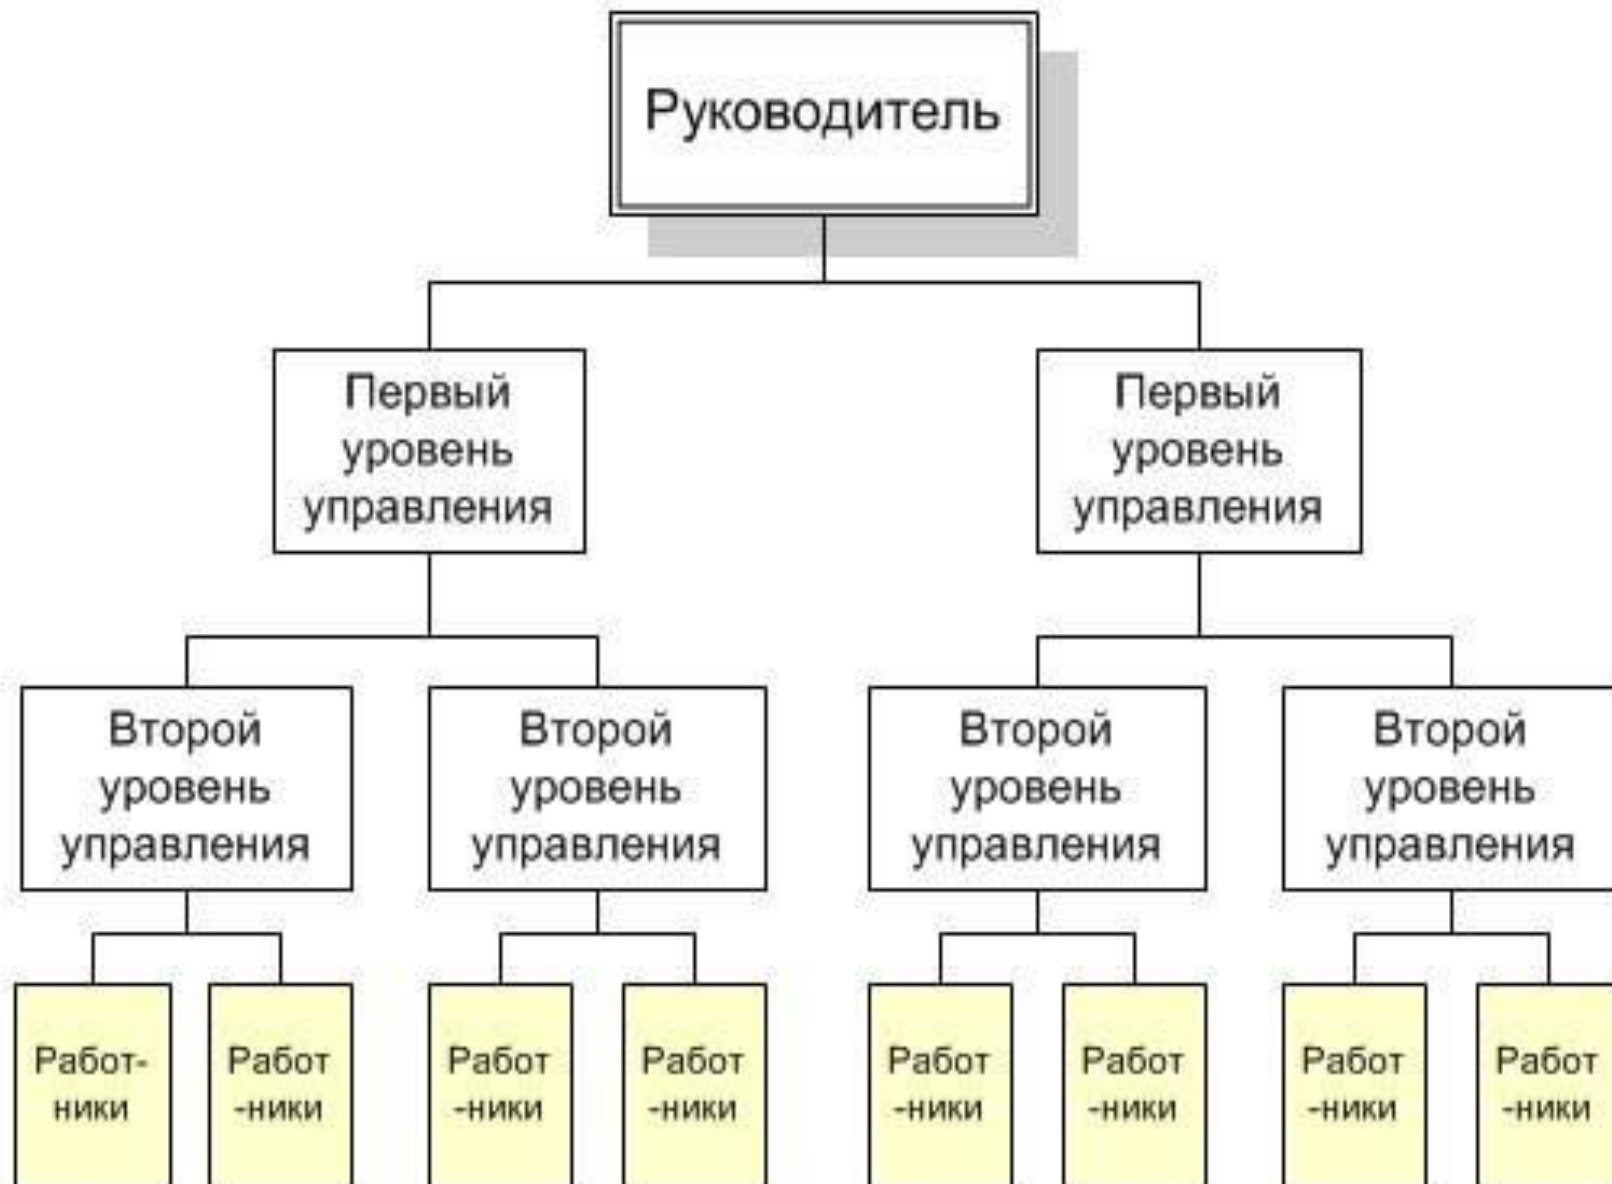 Руководитель
Первый
уровень
управления
Первый
уровень
управления
Второй
уровень
управления
Второй
уровень
управления
Второй
уровень
управления
Второй
уровень
управления
Работ-
ники
Работ
-ники
Работ
-ники
Работ
-ники
Работ
-ники
Работ
-ники
Работ
-ники
Работ
-ники